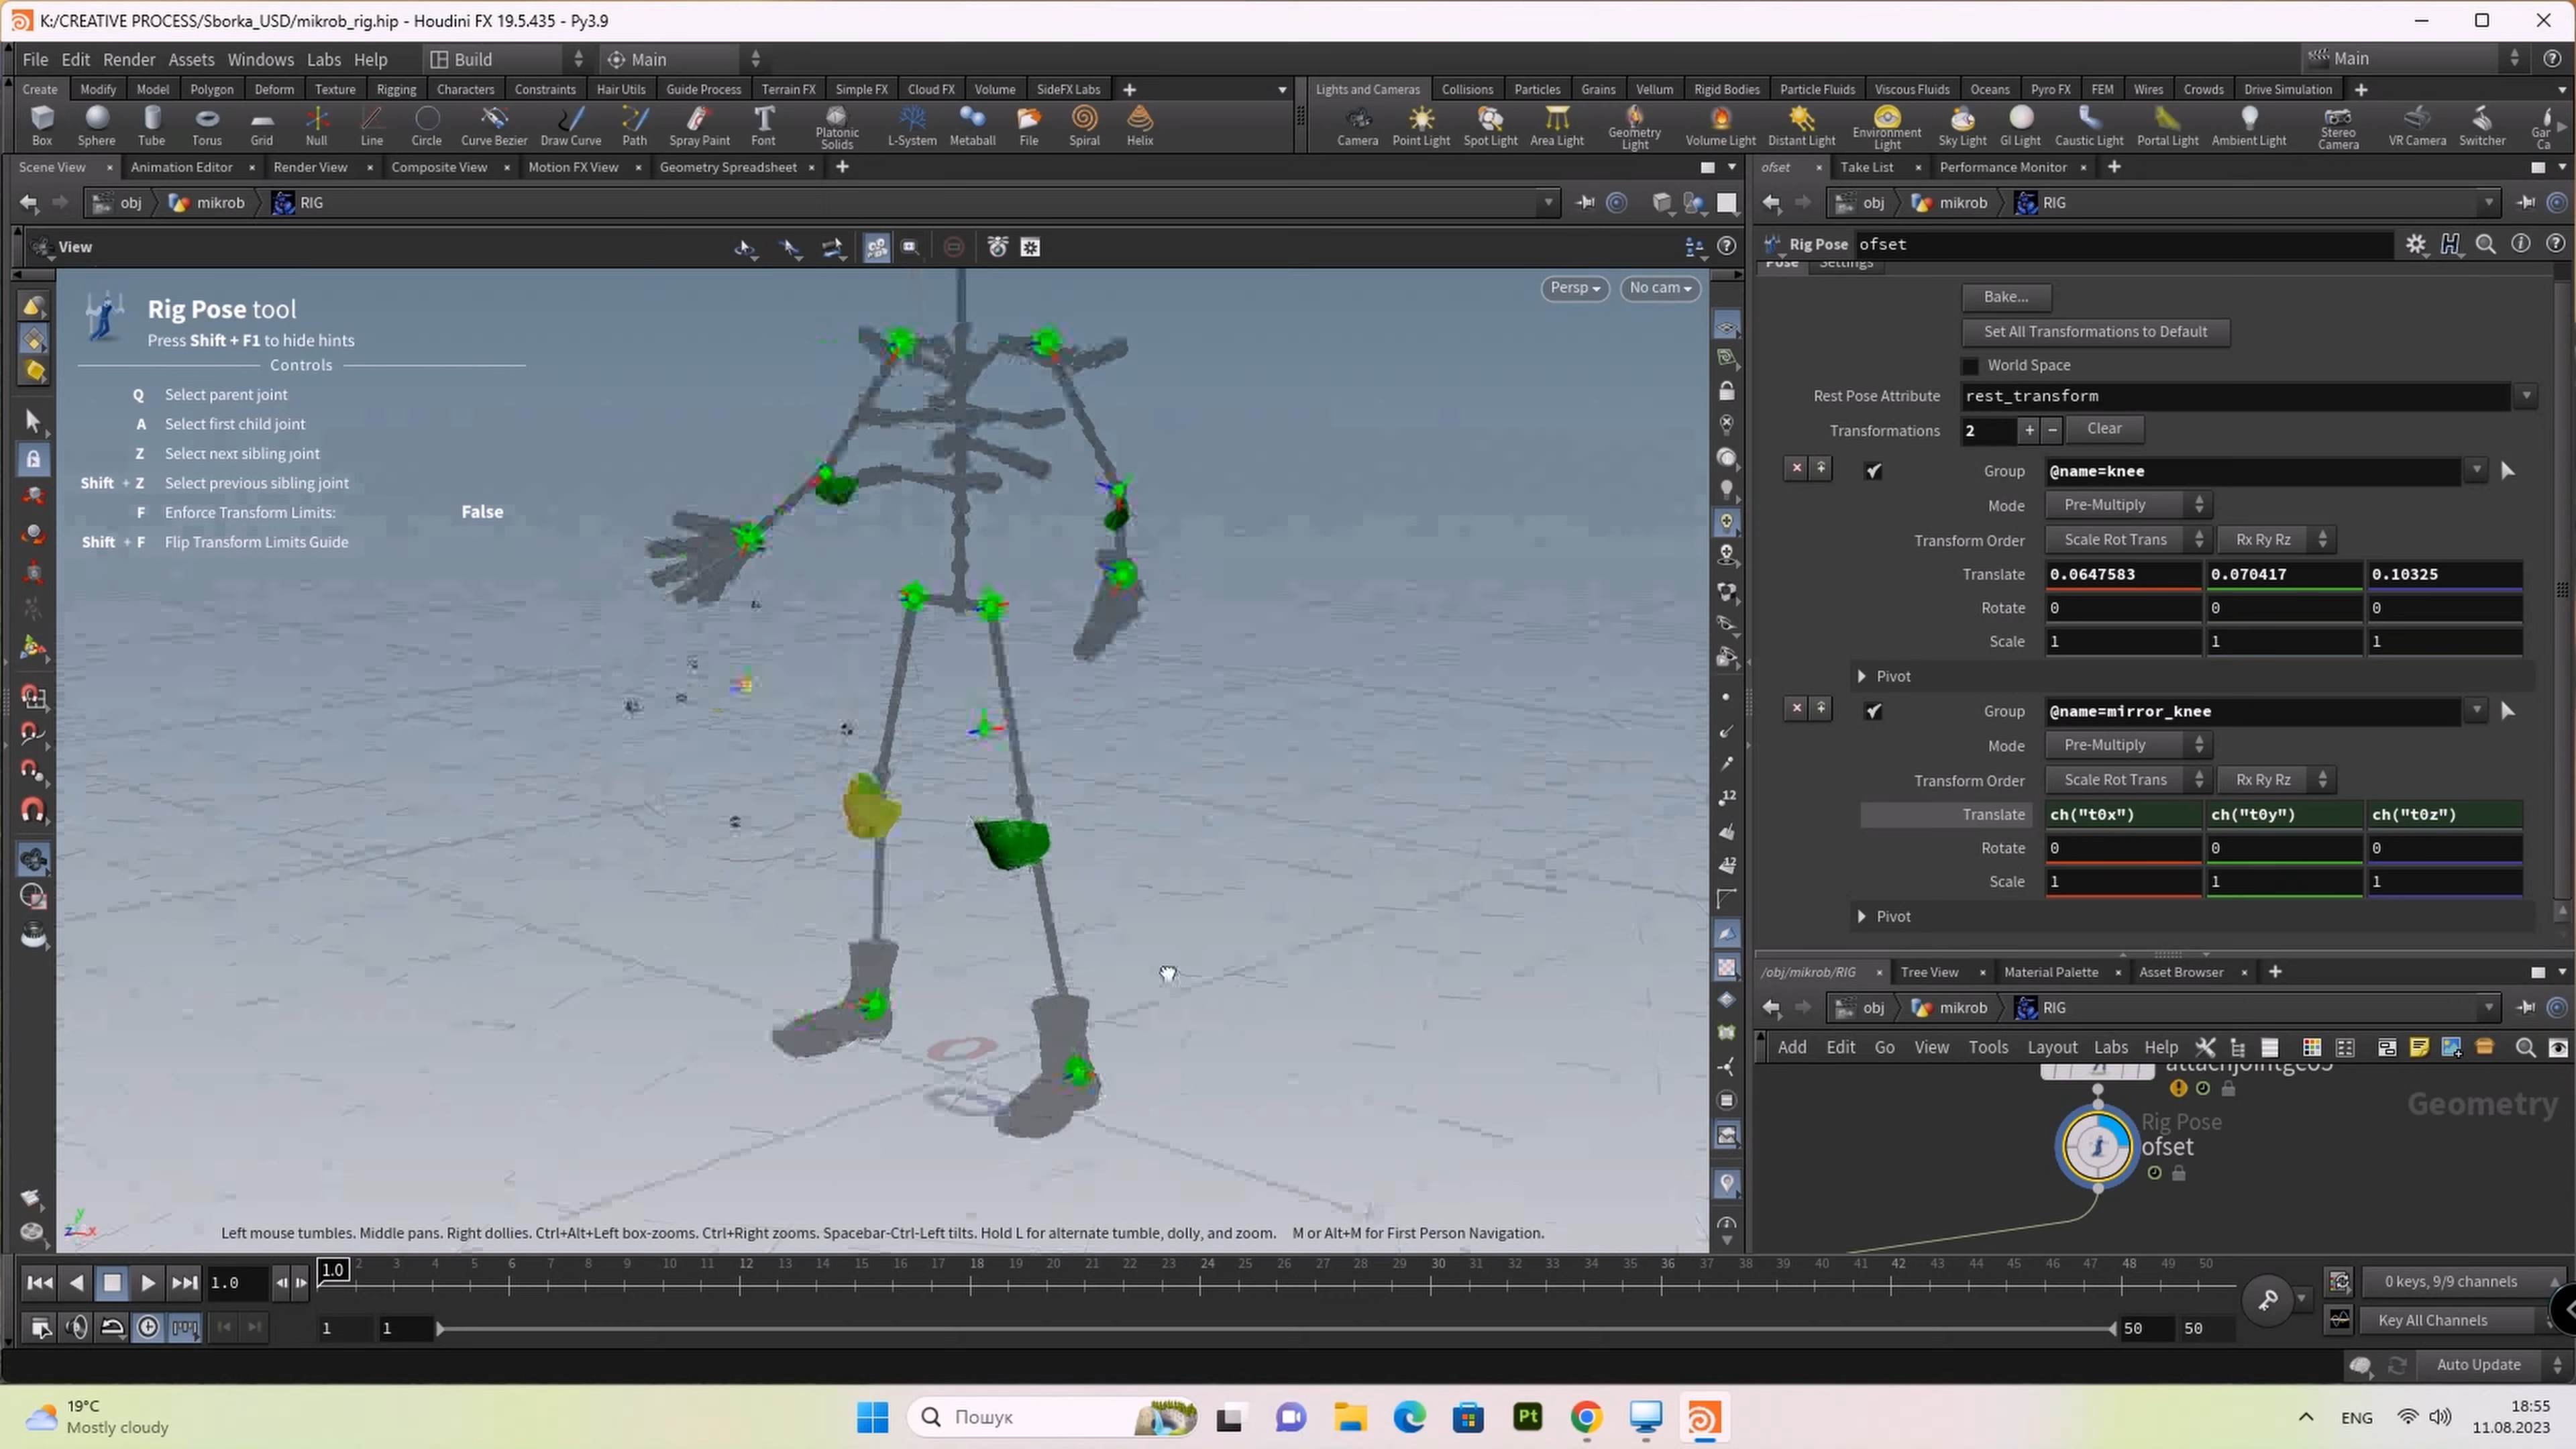 K:/CREATIVE PROCESS/Sborka_USD/mikrob_rig.hip - Houdini FX 19.5.435 - Py3.9
File Edit Render Assets Windows Labs Help Build Main Main
Create Modify Model Polygon Deform Texture Rigging Characters Constraints Hair Utils Guide Process Terrain FX Simple FX Cloud FX Volume SideFX Labs
Lights and Cameras Collisions Particles Grains Vellum Rigid Bodies Particle Fluids Viscous Fluids Oceans Pyro FX FEM Wires Crowds Drive Simulation
Box Sphere Tube Torus Grid Null Line Circle Curve Bezier Draw Curve Path Spray Paint Font Platonic Solids L-System Metaball File Spiral Helix
Camera Point Light Spot Light Area Light Geometry Light Volume Light Distant Light Environment Light Sky Light GI Light Caustic Light Portal Light Ambient Light Stereo Camera VR Camera Switcher Gar Ca
Scene View Animation Editor Render View Composite View Motion FX View Geometry Spreadsheet
obj mikrob RIG
View
Persp No cam
Rig Pose tool
Press Shift + F1 to hide hints
Controls
Q Select parent joint
A Select first child joint
Z Select next sibling joint
Shift + Z Select previous sibling joint
F Enforce Transform Limits: False
Shift + F Flip Transform Limits Guide
Left mouse tumbles. Middle pans. Right dollies. Ctrl+Alt+Left box-zooms. Ctrl+Right zooms. Spacebar-Ctrl-Left tilts. Hold L for alternate tumble, dolly, and zoom. M or Alt+M for First Person Navigation.
12
12
z y x
ofset Take List Performance Monitor
obj mikrob RIG
Rig Pose ofset
Pose Settings
Bake...
Set All Transformations to Default
World Space
Rest Pose Attribute rest_transform
Transformations 2 + − Clear
Group @name=knee
Mode Pre-Multiply
Transform Order Scale Rot Trans Rx Ry Rz
Translate 0.0647583 0.070417 0.10325
Rotate 0 0 0
Scale 1 1 1
Pivot
Group @name=mirror_knee
Mode Pre-Multiply
Transform Order Scale Rot Trans Rx Ry Rz
Translate ch("t0x") ch("t0y") ch("t0z")
Rotate 0 0 0
Scale 1 1 1
Pivot
/obj/mikrob/RIG Tree View Material Palette Asset Browser
obj mikrob RIG
Add Edit Go View Tools Layout Labs Help
Geometry
Rig Pose
ofset
1.0 1.0 2 3 4 5 6 7 8 9 10 11 12 13 14 15 16 17 18 19 20 21 22 23 24 25 26 27 28 29 30 31 32 33 34 35 36 37 38 39 40 41 42 43 44 45 46 47 48 49 50
0 keys, 9/9 channels
1 1 50 50 Key All Channels
Auto Update
19°C
Mostly cloudy
Пошук
Pt
ENG
18:55
11.08.2023